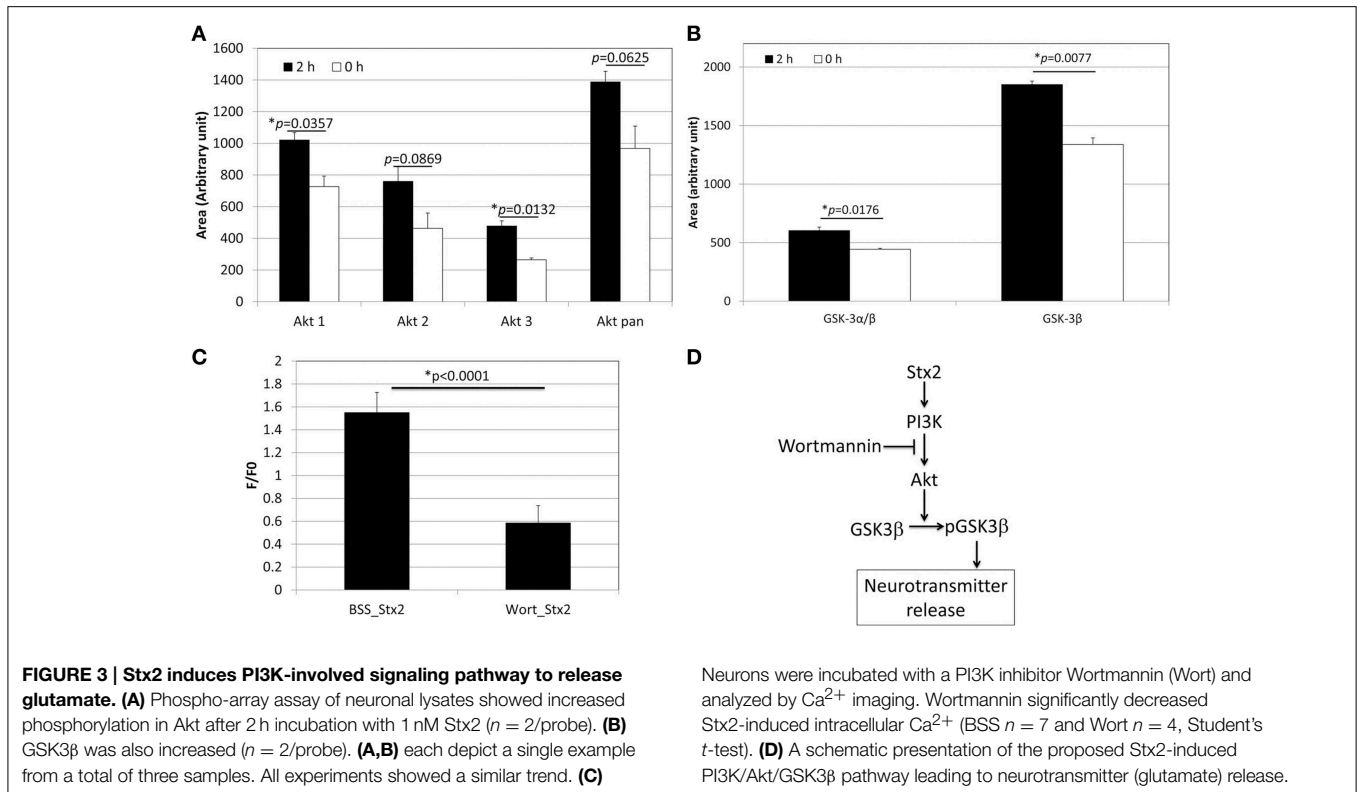 A
1600
1400
1200
1000
800
600
400
200
0
Area (Arbitrary unit)
2 h 0 h
*p=0.0357
p=0.0869
*p=0.0132
p=0.0625
Akt 1 Akt 2 Akt 3 Akt pan
B
2000
1500
1000
500
0
Area (arbitrary unit)
2 h 0 h
*p=0.0176
*p=0.0077
GSK-3α/β GSK-3β
C
2
1.8
1.6
1.4
1.2
1
0.8
0.6
0.4
0.2
0
F/F0
*p<0.0001
BSS_Stx2 Wort_Stx2
D
Stx2
PI3K
Wortmannin
Akt
GSK3β pGSK3β
Neurotransmitter
release
FIGURE 3 | Stx2 induces PI3K-involved signaling pathway to release
glutamate. (A) Phospho-array assay of neuronal lysates showed increased
phosphorylation in Akt after 2 h incubation with 1 nM Stx2 (n = 2/probe). (B)
GSK3β was also increased (n = 2/probe). (A,B) each depict a single example
from a total of three samples. All experiments showed a similar trend. (C)
Neurons were incubated with a PI3K inhibitor Wortmannin (Wort) and
analyzed by Ca2+ imaging. Wortmannin significantly decreased
Stx2-induced intracellular Ca2+ (BSS n = 7 and Wort n = 4, Student's
t-test). (D) A schematic presentation of the proposed Stx2-induced
PI3K/Akt/GSK3β pathway leading to neurotransmitter (glutamate) release.